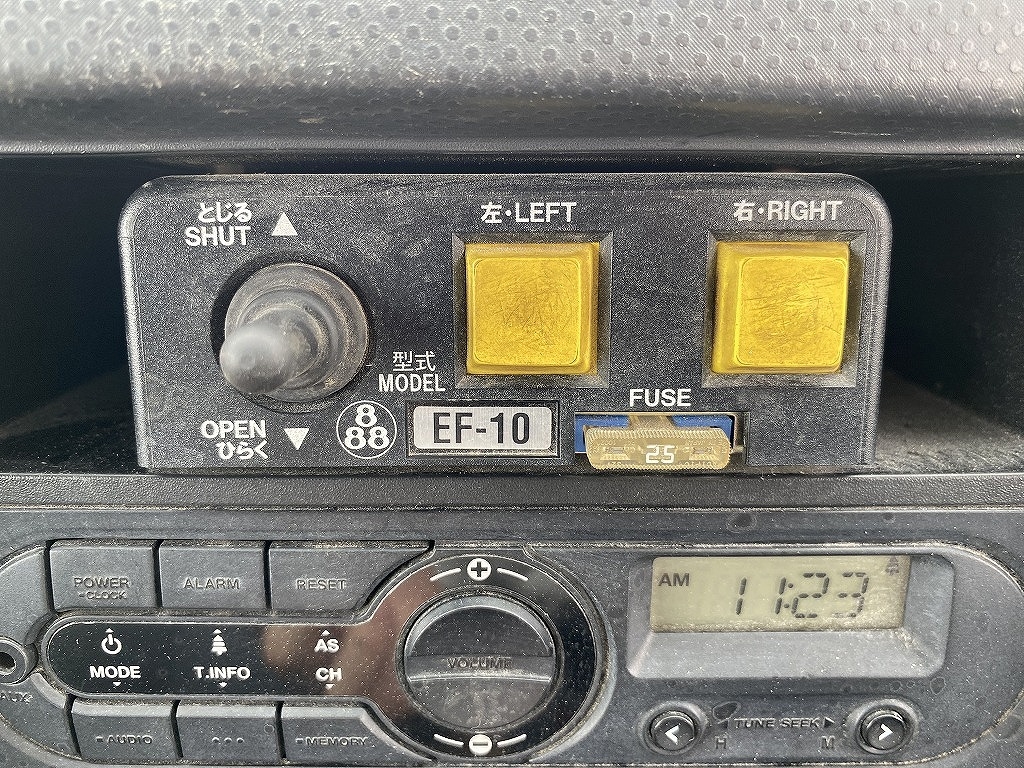 とじる
SHUT ▲
左・LEFT
右・RIGHT
型式
MODEL
OPEN ▼
ひらく
8
88
EF-10
FUSE
25
POWER
-CLOCK
ALARM
RESET
MODE
T.INFO
AS
CH
VOLUME
AM 11:23
AUX
-AUDIO
-MEMORY
◀ TUNE SEEK ▶
H
M